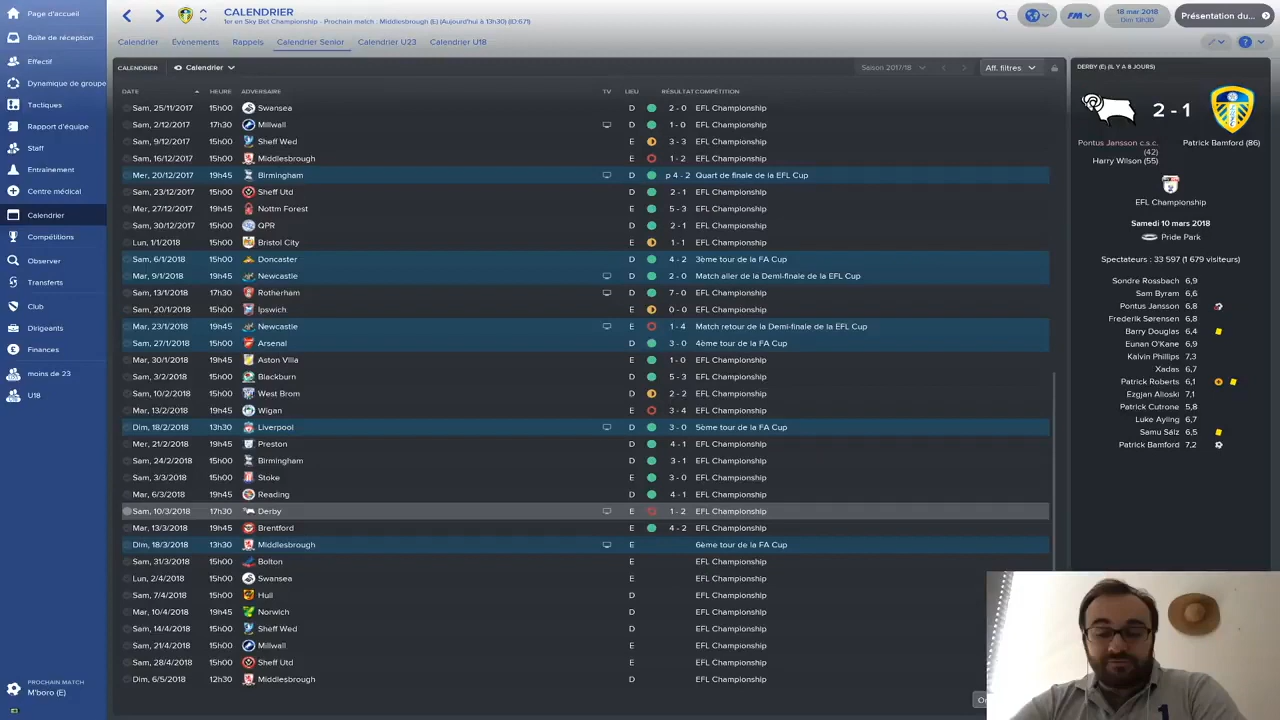 CALENDRIER
1er en Sky Bet Championship - Prochain match : Middlesbrough (E) (Aujourd'hui à 13h30) (ID:671)
18 mar 2018
Dim 13h30
Présentation du...
Page d'accueil
Boîte de réception
Effectif
Dynamique de groupe
Tactiques
Rapport d'équipe
Staff
Entraînement
Centre médical
Calendrier
Compétitions
Observer
Transferts
Club
Dirigeants
Finances
moins de 23
U18
PROCHAIN MATCH
M'boro (E)
Calendrier Évènements Rappels Calendrier Senior Calendrier U23 Calendrier U18
CALENDRIER Calendrier Saison 2017/18 Aff. filtres
DATE HEURE ADVERSAIRE TV LIEU RÉSULTAT COMPÉTITION
Sam, 25/11/2017 15h00 Swansea D 2 - 0 EFL Championship
Sam, 2/12/2017 17h30 Millwall D 1 - 0 EFL Championship
Sam, 9/12/2017 15h00 Sheff Wed E 3 - 3 EFL Championship
Sam, 16/12/2017 15h00 Middlesbrough D 1 - 2 EFL Championship
Mer, 20/12/2017 19h45 Birmingham D p 4 - 2 Quart de finale de la EFL Cup
Sam, 23/12/2017 15h00 Sheff Utd D 2 - 1 EFL Championship
Mer, 27/12/2017 19h45 Nottm Forest E 5 - 3 EFL Championship
Sam, 30/12/2017 15h00 QPR D 2 - 1 EFL Championship
Lun, 1/1/2018 15h00 Bristol City E 1 - 1 EFL Championship
Sam, 6/1/2018 15h00 Doncaster D 4 - 2 3ème tour de la FA Cup
Mar, 9/1/2018 19h45 Newcastle D 2 - 0 Match aller de la Demi-finale de la EFL Cup
Sam, 13/1/2018 17h30 Rotherham D 7 - 0 EFL Championship
Sam, 20/1/2018 15h00 Ipswich E 0 - 0 EFL Championship
Mar, 23/1/2018 19h45 Newcastle E 1 - 4 Match retour de la Demi-finale de la EFL Cup
Sam, 27/1/2018 15h00 Arsenal D 3 - 0 4ème tour de la FA Cup
Mar, 30/1/2018 19h45 Aston Villa E 1 - 0 EFL Championship
Sam, 3/2/2018 15h00 Blackburn D 5 - 3 EFL Championship
Sam, 10/2/2018 15h00 West Brom D 2 - 2 EFL Championship
Mar, 13/2/2018 19h45 Wigan E 3 - 4 EFL Championship
Dim, 18/2/2018 13h30 Liverpool D 3 - 0 5ème tour de la FA Cup
Mer, 21/2/2018 19h45 Preston D 4 - 1 EFL Championship
Sam, 24/2/2018 15h00 Birmingham D 3 - 1 EFL Championship
Sam, 3/3/2018 15h00 Stoke E 3 - 0 EFL Championship
Mar, 6/3/2018 19h45 Reading D 4 - 1 EFL Championship
Sam, 10/3/2018 17h30 Derby E 1 - 2 EFL Championship
Mar, 13/3/2018 19h45 Brentford E 4 - 2 EFL Championship
Dim, 18/3/2018 13h30 Middlesbrough E 6ème tour de la FA Cup
Sam, 31/3/2018 15h00 Bolton E EFL Championship
Lun, 2/4/2018 15h00 Swansea E EFL Championship
Sam, 7/4/2018 15h00 Hull D EFL Championship
Mar, 10/4/2018 19h45 Norwich D EFL Championship
Sam, 14/4/2018 15h00 Sheff Wed D EFL Championship
Sam, 21/4/2018 15h00 Millwall E EFL Championship
Sam, 28/4/2018 15h00 Sheff Utd E EFL Championship
Dim, 6/5/2018 12h30 Middlesbrough E EFL Championship
DERBY (E) (IL Y A 8 JOURS)
2 - 1
Pontus Jansson c.s.c. (42)
Harry Wilson (55)
Patrick Bamford (86)
EFL Championship
Samedi 10 mars 2018
Pride Park
Spectateurs : 33 597 (1 679 visiteurs)
Sondre Rossbach 6,9
Sam Byram 6,6
Pontus Jansson 6,8
Frederik Sørensen 6,8
Barry Douglas 6,4
Eunan O'Kane 6,9
Kalvin Phillips 7,3
Xadas 6,7
Patrick Roberts 6,1
Ezgjan Alioski 7,1
Patrick Cutrone 5,8
Luke Ayling 6,7
Samu Sáiz 6,5
Patrick Bamford 7,2